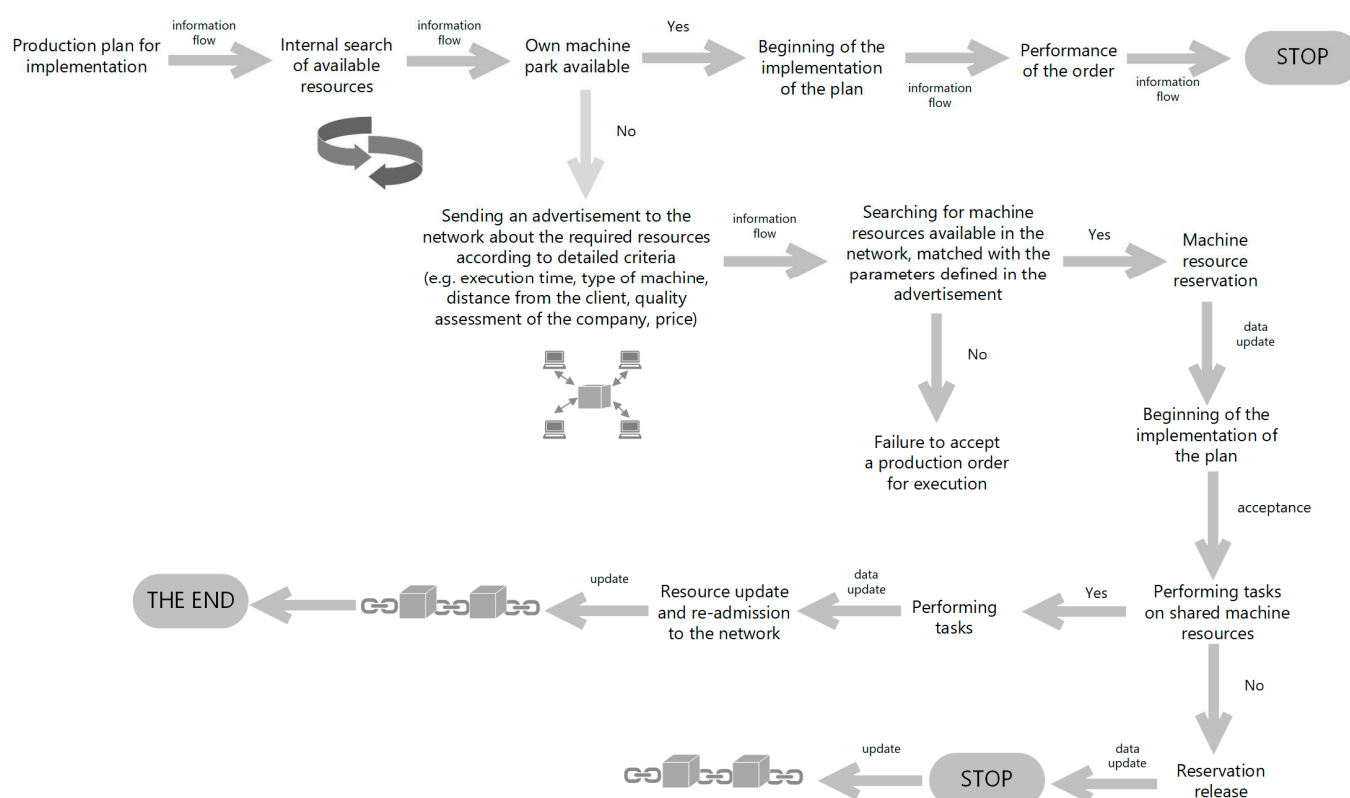 Production plan for
implementation
information
flow
Internal search
of available
resources
information
flow
Own machine
park available
Yes
Beginning of the
implementation
of the plan
information
flow
Performance
of the order
information
flow
STOP
No
Sending an advertisement to the
network about the required resources
according to detailed criteria
(e.g. execution time, type of machine,
distance from the client, quality
assessment of the company, price)
information
flow
Searching for machine
resources available in the
network, matched with the
parameters defined in the
advertisement
Yes
Machine
resource
reservation
No
Failure to accept
a production order
for execution
data
update
Beginning of the
implementation of
the plan
acceptance
Performing tasks
on shared machine
resources
Yes
Performing
tasks
data
update
Resource update
and re-admission
to the network
update
THE END
No
Reservation
release
data
update
STOP
update